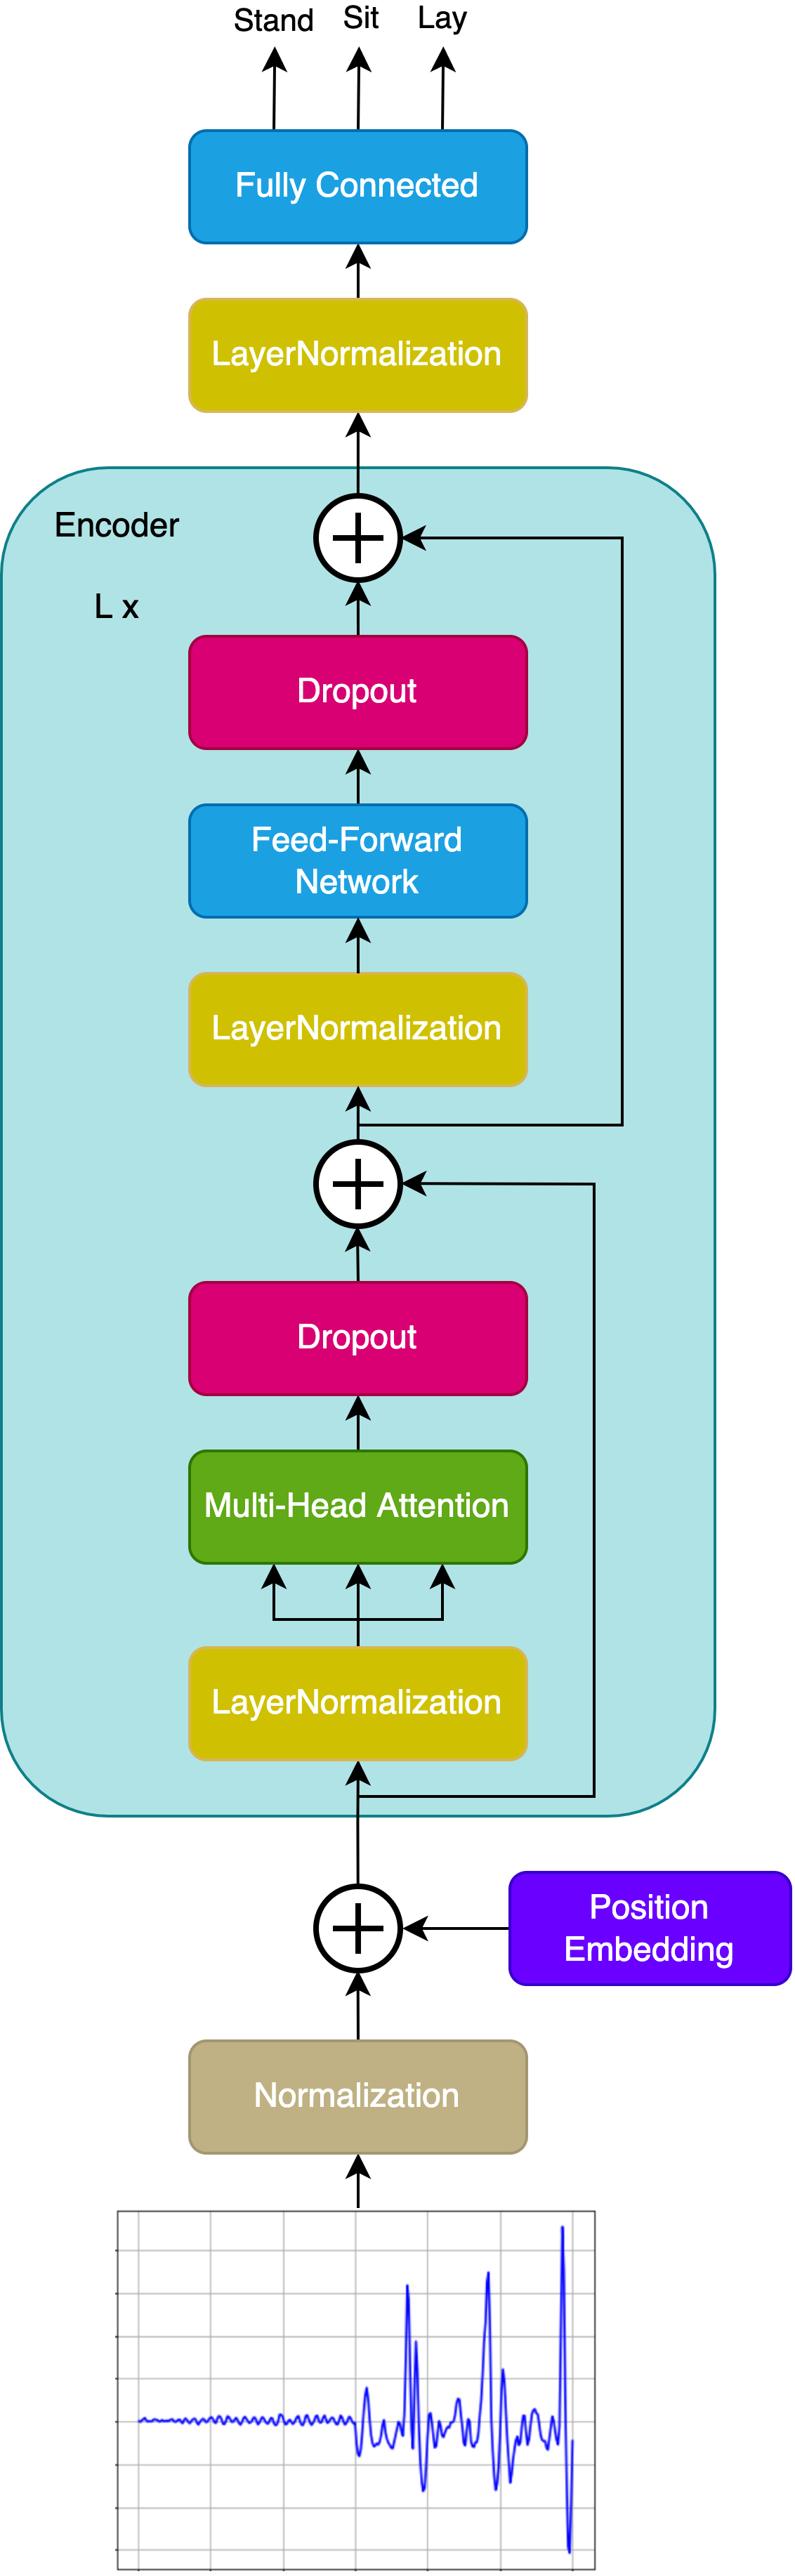 Stand Sit Lay
Fully Connected
LayerNormalization
Encoder
L x
Dropout
Feed-Forward
Network
LayerNormalization
Dropout
Multi-Head Attention
LayerNormalization
Position
Embedding
Normalization